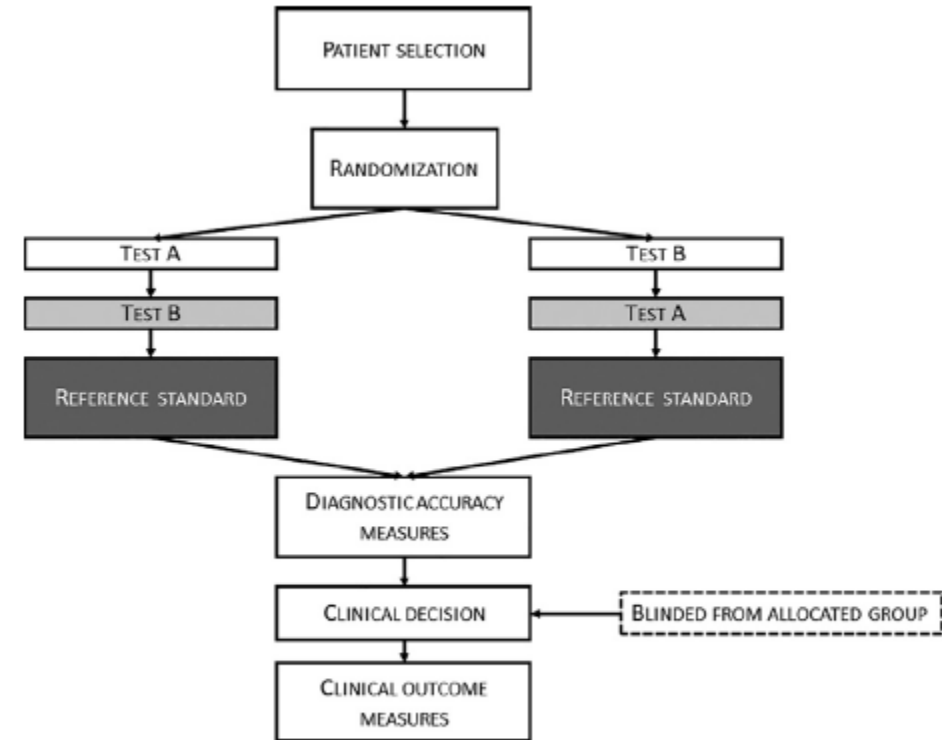 PATIENT SELECTION
RANDOMIZATION
TEST A
TEST B
TEST B
TEST A
REFERENCE STANDARD
REFERENCE STANDARD
DIAGNOSTIC ACCURACY
MEASURES
CLINICAL DECISION
BLINDED FROM ALLOCATED GROUP
CLINICAL OUTCOME
MEASURES